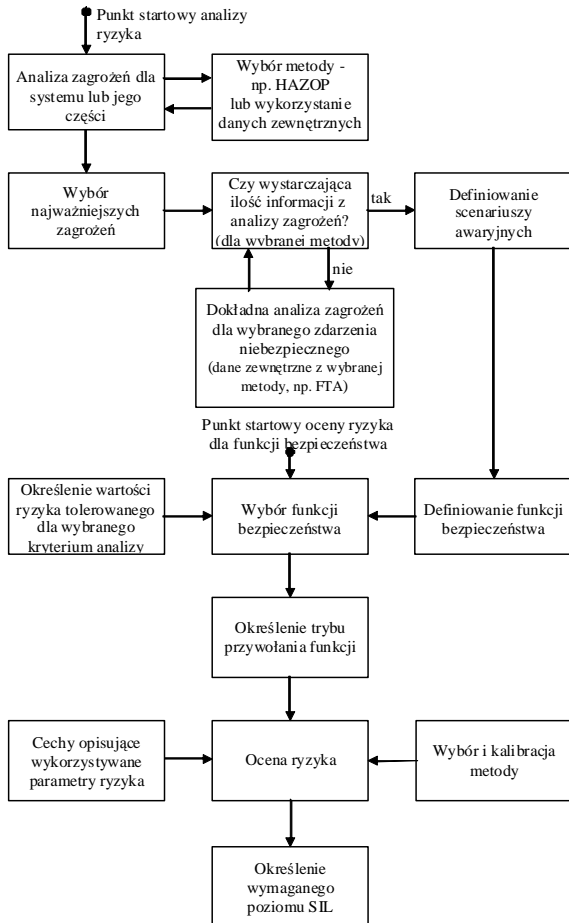 Punkt startowy analizy
ryzyka
Analiza zagrożeń dla
systemu lub jego
części
Wybór metody -
np. HAZOP
lub wykorzystanie
danych zewnętrznych
Wybór
najważniejszych
zagrożeń
Czy wystarczająca
ilość informacji z
analizy zagrożeń?
(dla wybranej metody)
tak
Definiowanie
scenariuszy
awaryjnych
nie
Dokładna analiza zagrożeń
dla wybranego zdarzenia
niebezpiecznego
(dane zewnętrzne z wybranej
metody, np. FTA)
Punkt startowy oceny ryzyka
dla funkcji bezpieczeństwa
Określenie wartości
ryzyka tolerowanego
dla wybranego
kryterium analizy
Wybór funkcji
bezpieczeństwa
Definiowanie funkcji
bezpieczeństwa
Określenie trybu
przywołania funkcji
Cechy opisujące
wykorzystywane
parametry ryzyka
Ocena ryzyka
Wybór i kalibracja
metody
Określenie
wymaganego
poziomu SIL